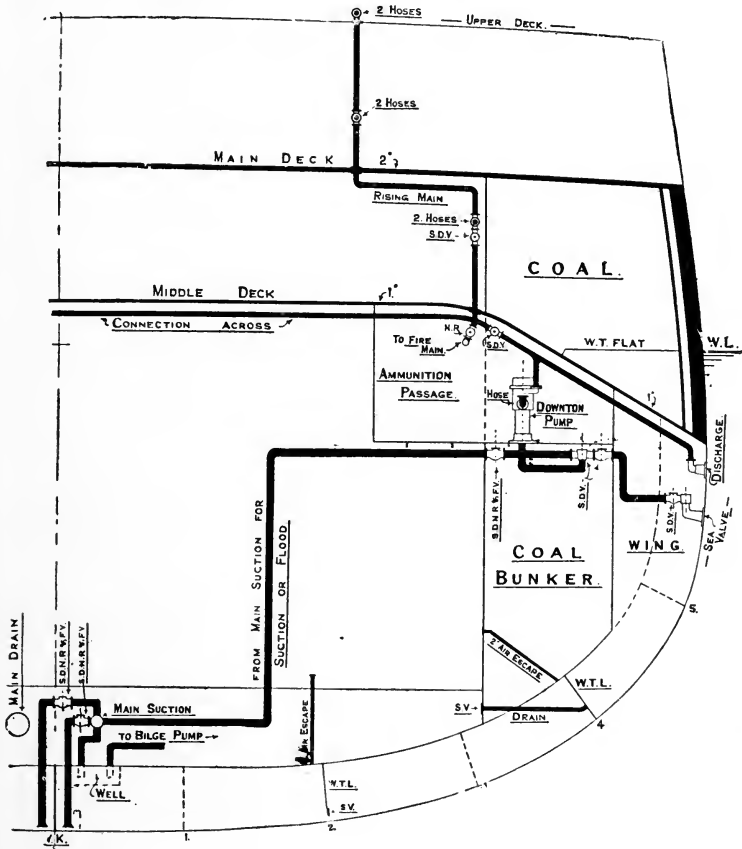 2 HOSES
UPPER DECK.
2 HOSES
MAIN DECK 2"
RISING MAIN
2. HOSES
S.D.V.
COAL.
MIDDLE DECK 1."
CONNECTION ACROSS
N.R.
TO FIRE MAIN.
S.D.V.
W.T. FLAT
W.L.
AMMUNITION PASSAGE.
HOSE
DOWNTON PUMP
1"
DISCHARGE
S.D.N.R.&F.V.
S.D.V.
S.D.V.
SEA VALVE
WING.
COAL BUNKER.
FROM MAIN SUCTION FOR SUCTION OR FLOOD
5.
2" AIR ESCAPE
W.T.L.
S.V.
DRAIN
4
MAIN DRAIN
S.D.N.R.&F.V.
S.D.N.R.&F.V.
MAIN SUCTION
TO BILGE PUMP
AIR ESCAPE
WELL
W.T.L.
S.V.
1.
2.